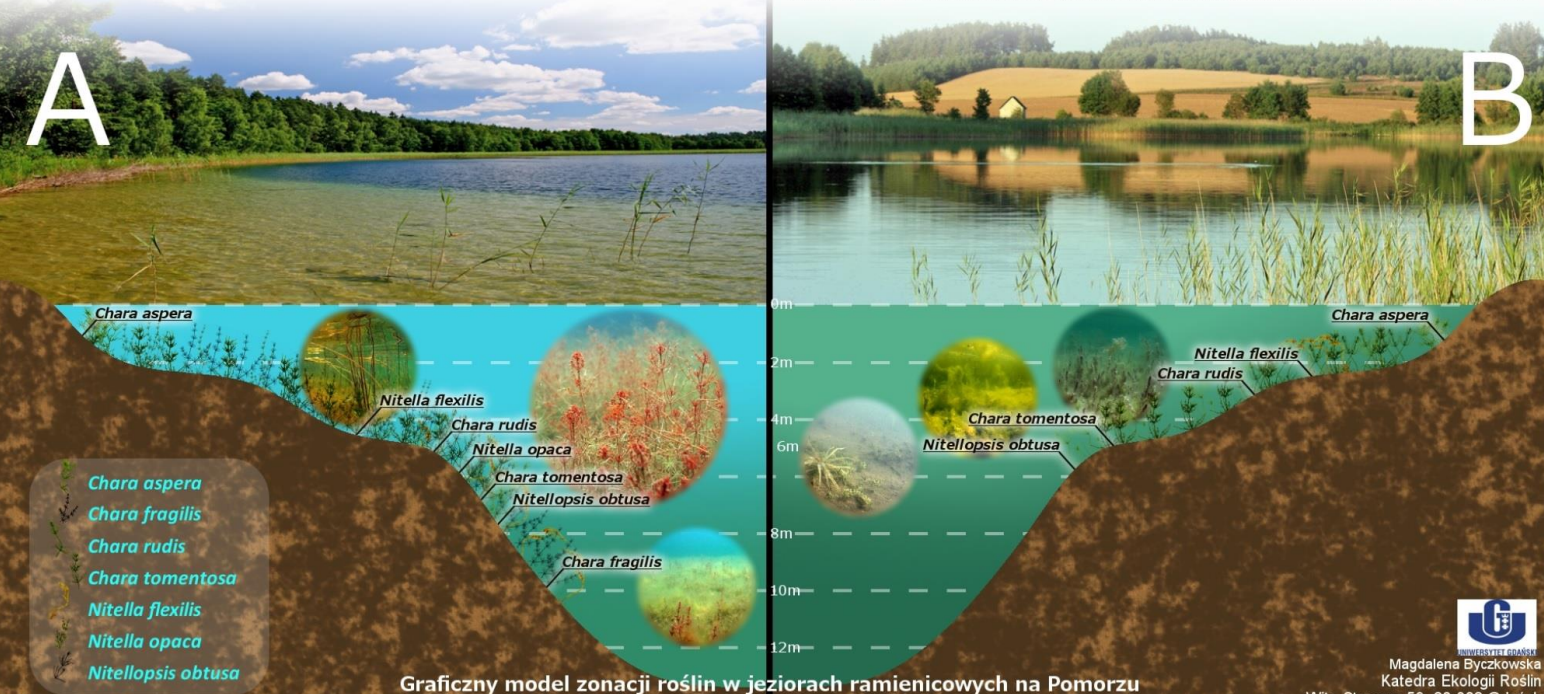 A
B
Chara aspera
Nitella flexilis
Chara rudis
Nitella opaca
Chara tomentosa
Nitellopsis obtusa
Chara fragilis
0m
2m
4m
6m
8m
10m
12m
Chara aspera
Nitella flexilis
Chara rudis
Chara tomentosa
Nitellopsis obtusa
Chara aspera
Chara fragilis
Chara rudis
Chara tomentosa
Nitella flexilis
Nitella opaca
Nitellopsis obtusa
UNIWERSYTET GDAŃSKI
Magdalena Byczkowska
Katedra Ekologii Roślin
Graficzny model zonacji roślin w jeziorach ramienicowych na Pomorzu